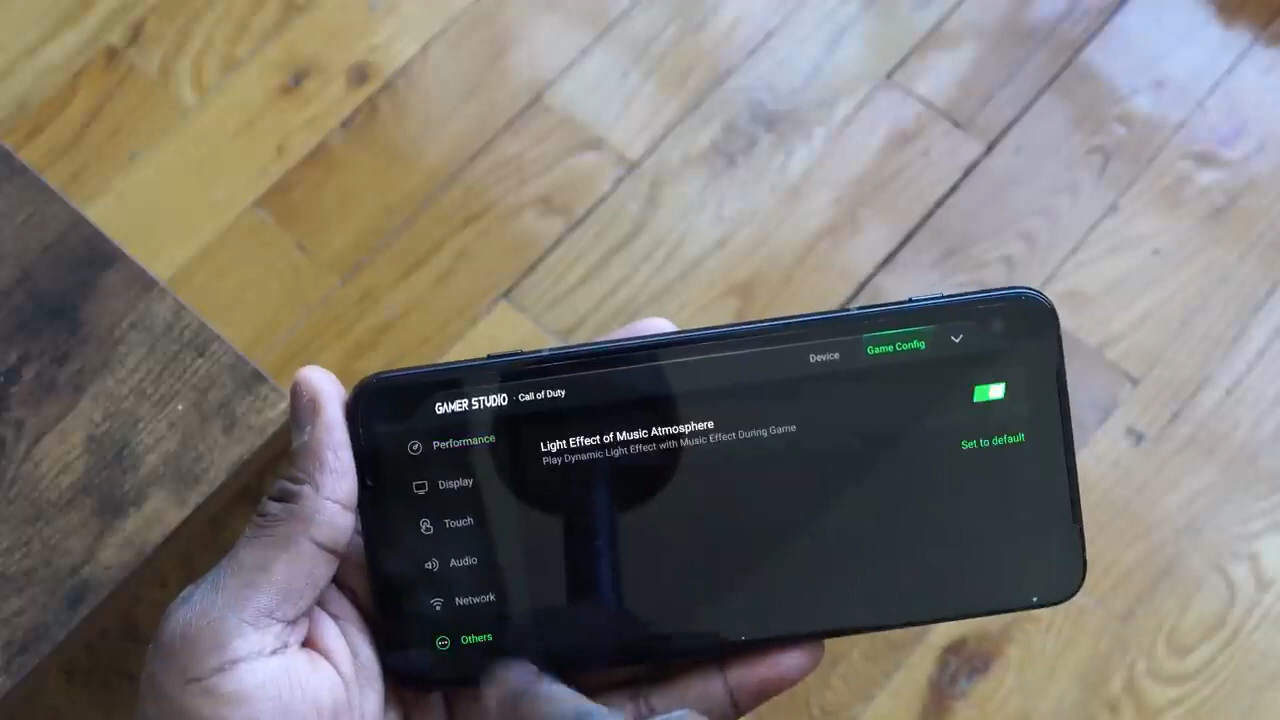 Device
Game Config
GAMER STUDIO · Call of Duty
Performance
Display
Touch
Audio
Network
Others
Light Effect of Music Atmosphere
Play Dynamic Light Effect with Music Effect During Game
Set to default